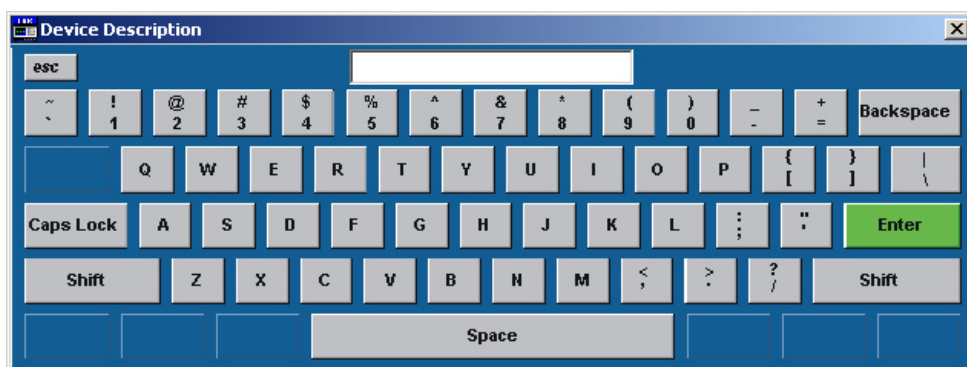 Device Description
esc
~ ! @ # $ % ^ & * ( ) _ +
` 1 2 3 4 5 6 7 8 9 0 - = Backspace
Q W E R T Y U I O P { } |
[ ] \
Caps Lock A S D F G H J K L : " Enter
; '
Shift Z X C V B N M < > ? Shift
, . /
Space